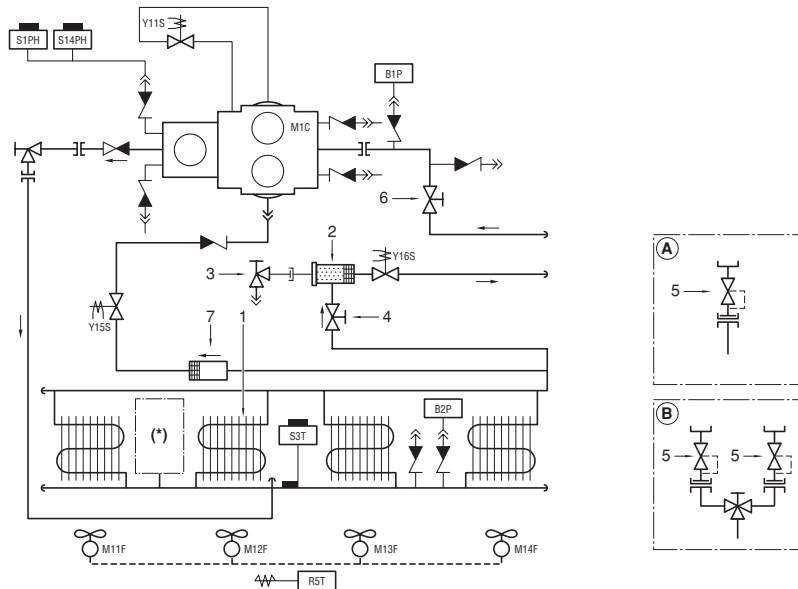 Y11S
S1PH S14PH
B1P
M1C
6
2
Y16S
3
A
5
Y15S
7 1 4
B2P
B
(*)
S3T
5 5
M11F M12F M13F M14F
R5T